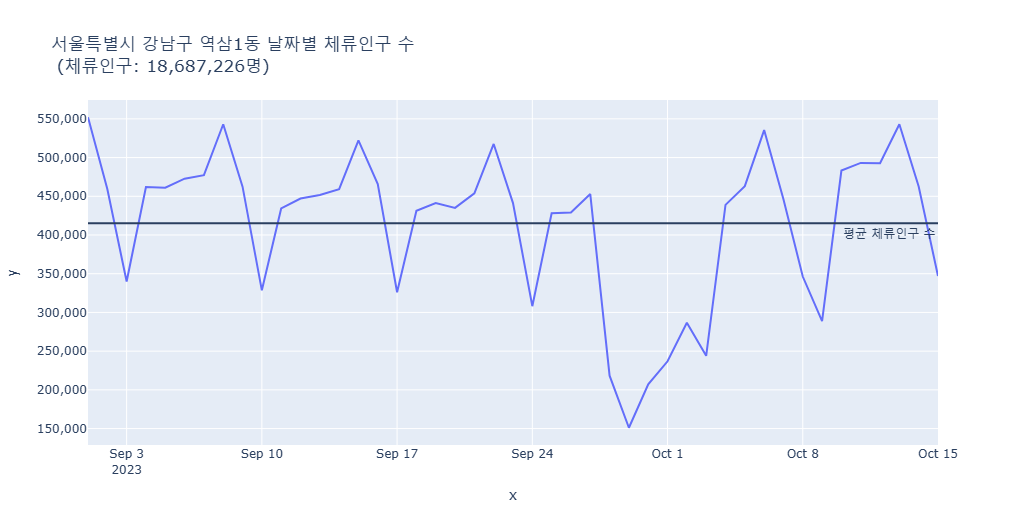 서울특별시 강남구 역삼1동 날짜별 체류인구 수
(체류인구: 18,687,226명)
550,000
500,000
450,000
400,000
350,000
300,000
250,000
200,000
150,000
y
평균 체류인구 수
Sep 3
2023
Sep 10
Sep 17
Sep 24
Oct 1
Oct 8
Oct 15
x